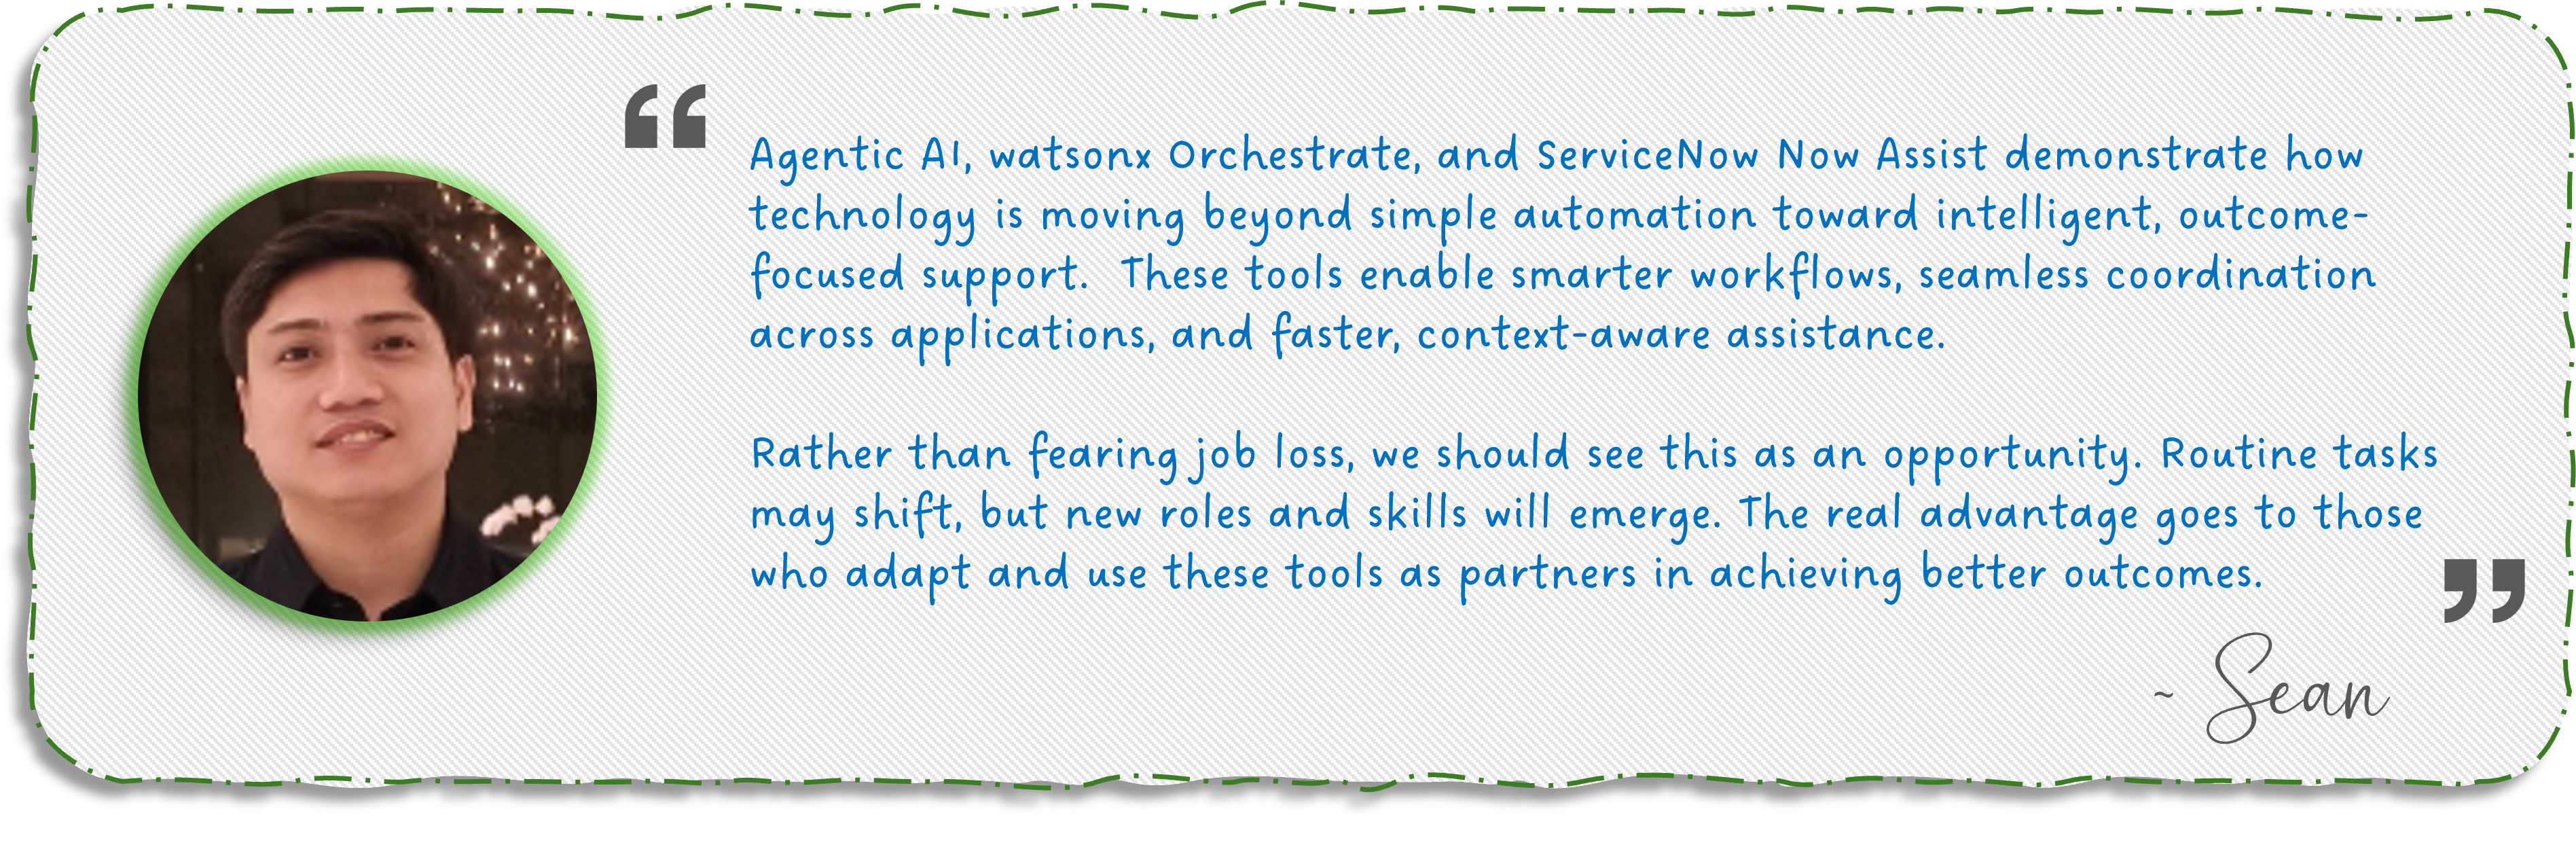 “
Agentic AI, watsonx Orchestrate, and ServiceNow Now Assist demonstrate how
technology is moving beyond simple automation toward intelligent, outcome-
focused support.  These tools enable smarter workflows, seamless coordination
across applications, and faster, context-aware assistance.
Rather than fearing job loss, we should see this as an opportunity. Routine tasks
may shift, but new roles and skills will emerge. The real advantage goes to those
who adapt and use these tools as partners in achieving better outcomes.
”
~ Sean